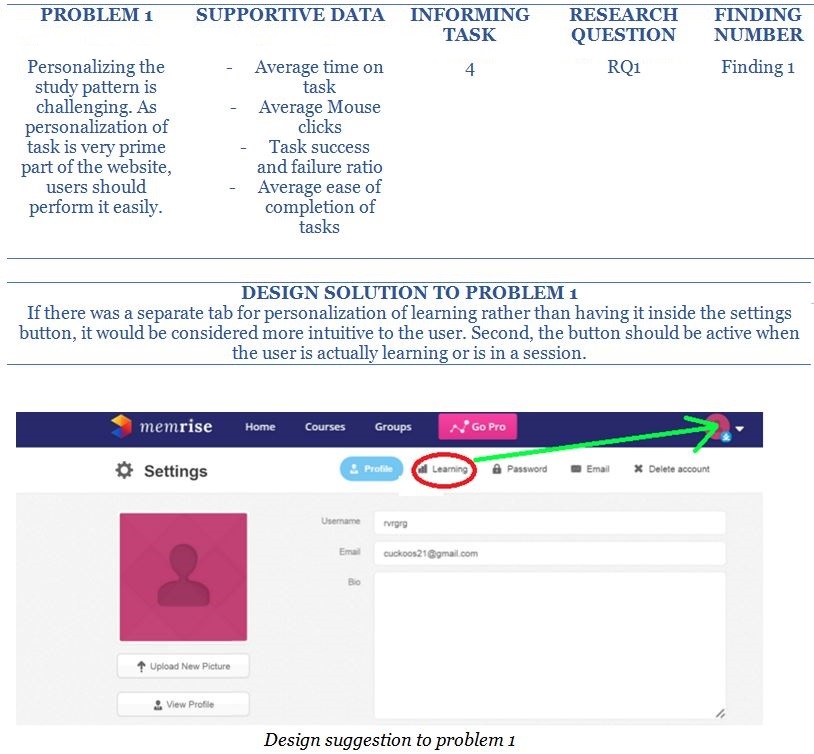 PROBLEM 1 SUPPORTIVE DATA INFORMING TASK RESEARCH QUESTION FINDING NUMBER
Personalizing the
study pattern is
challenging. As
personalization of
task is very prime
part of the website,
users should
perform it easily.
- Average time on
task
- Average Mouse
clicks
- Task success
and failure ratio
- Average ease of
completion of
tasks
4
RQ1
Finding 1
DESIGN SOLUTION TO PROBLEM 1
If there was a separate tab for personalization of learning rather than having it inside the settings
button, it would be considered more intuitive to the user. Second, the button should be active when
the user is actually learning or is in a session.
memrise Home Courses Groups Go Pro
Settings Profile Learning Password Email Delete account
Username rvrgrg
Email cuckoos21@gmail.com
Bio
Upload New Picture
View Profile
Design suggestion to problem 1